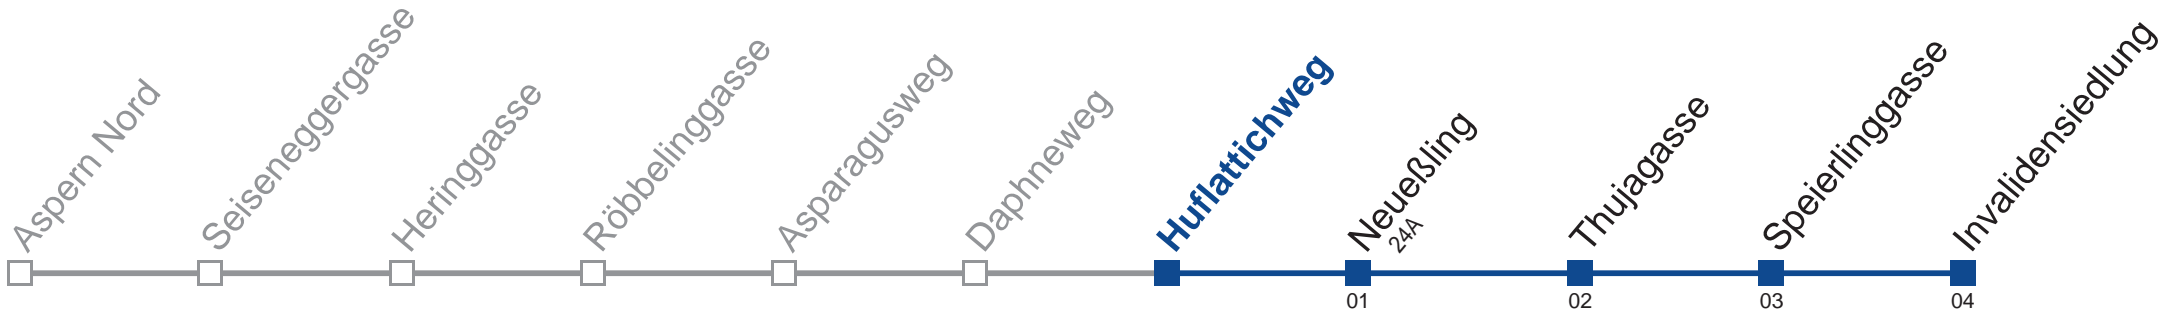 Aspern Nord
Seiseneggergasse
Heringgasse
Röbbelinggasse
Asparagusweg
Daphneweg
Huflattichweg
Neueßling
24A
Thujagasse
Speierlinggasse
Invalidensiedlung
01
02
03
04